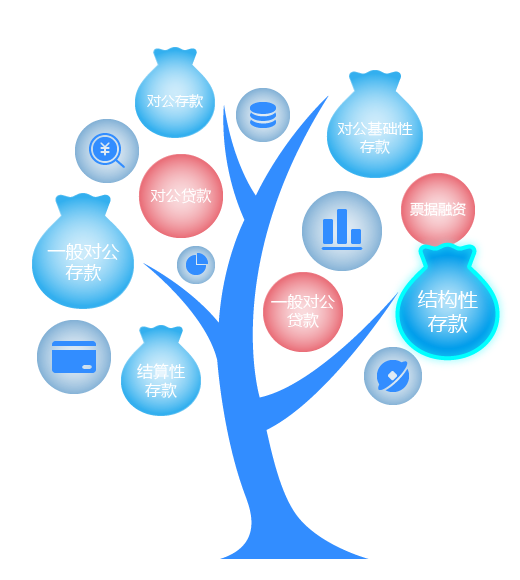 对公存款
对公基础性
存款
对公贷款
票据融资
一般对公
存款
一般对公
贷款
结构性
存款
结算性
存款